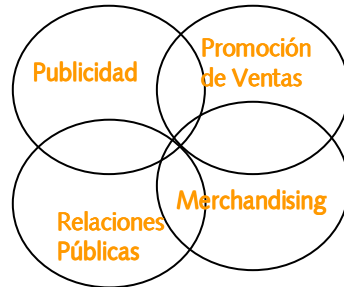 Publicidad
Promoción
de Ventas
Merchandising
Relaciones
Públicas